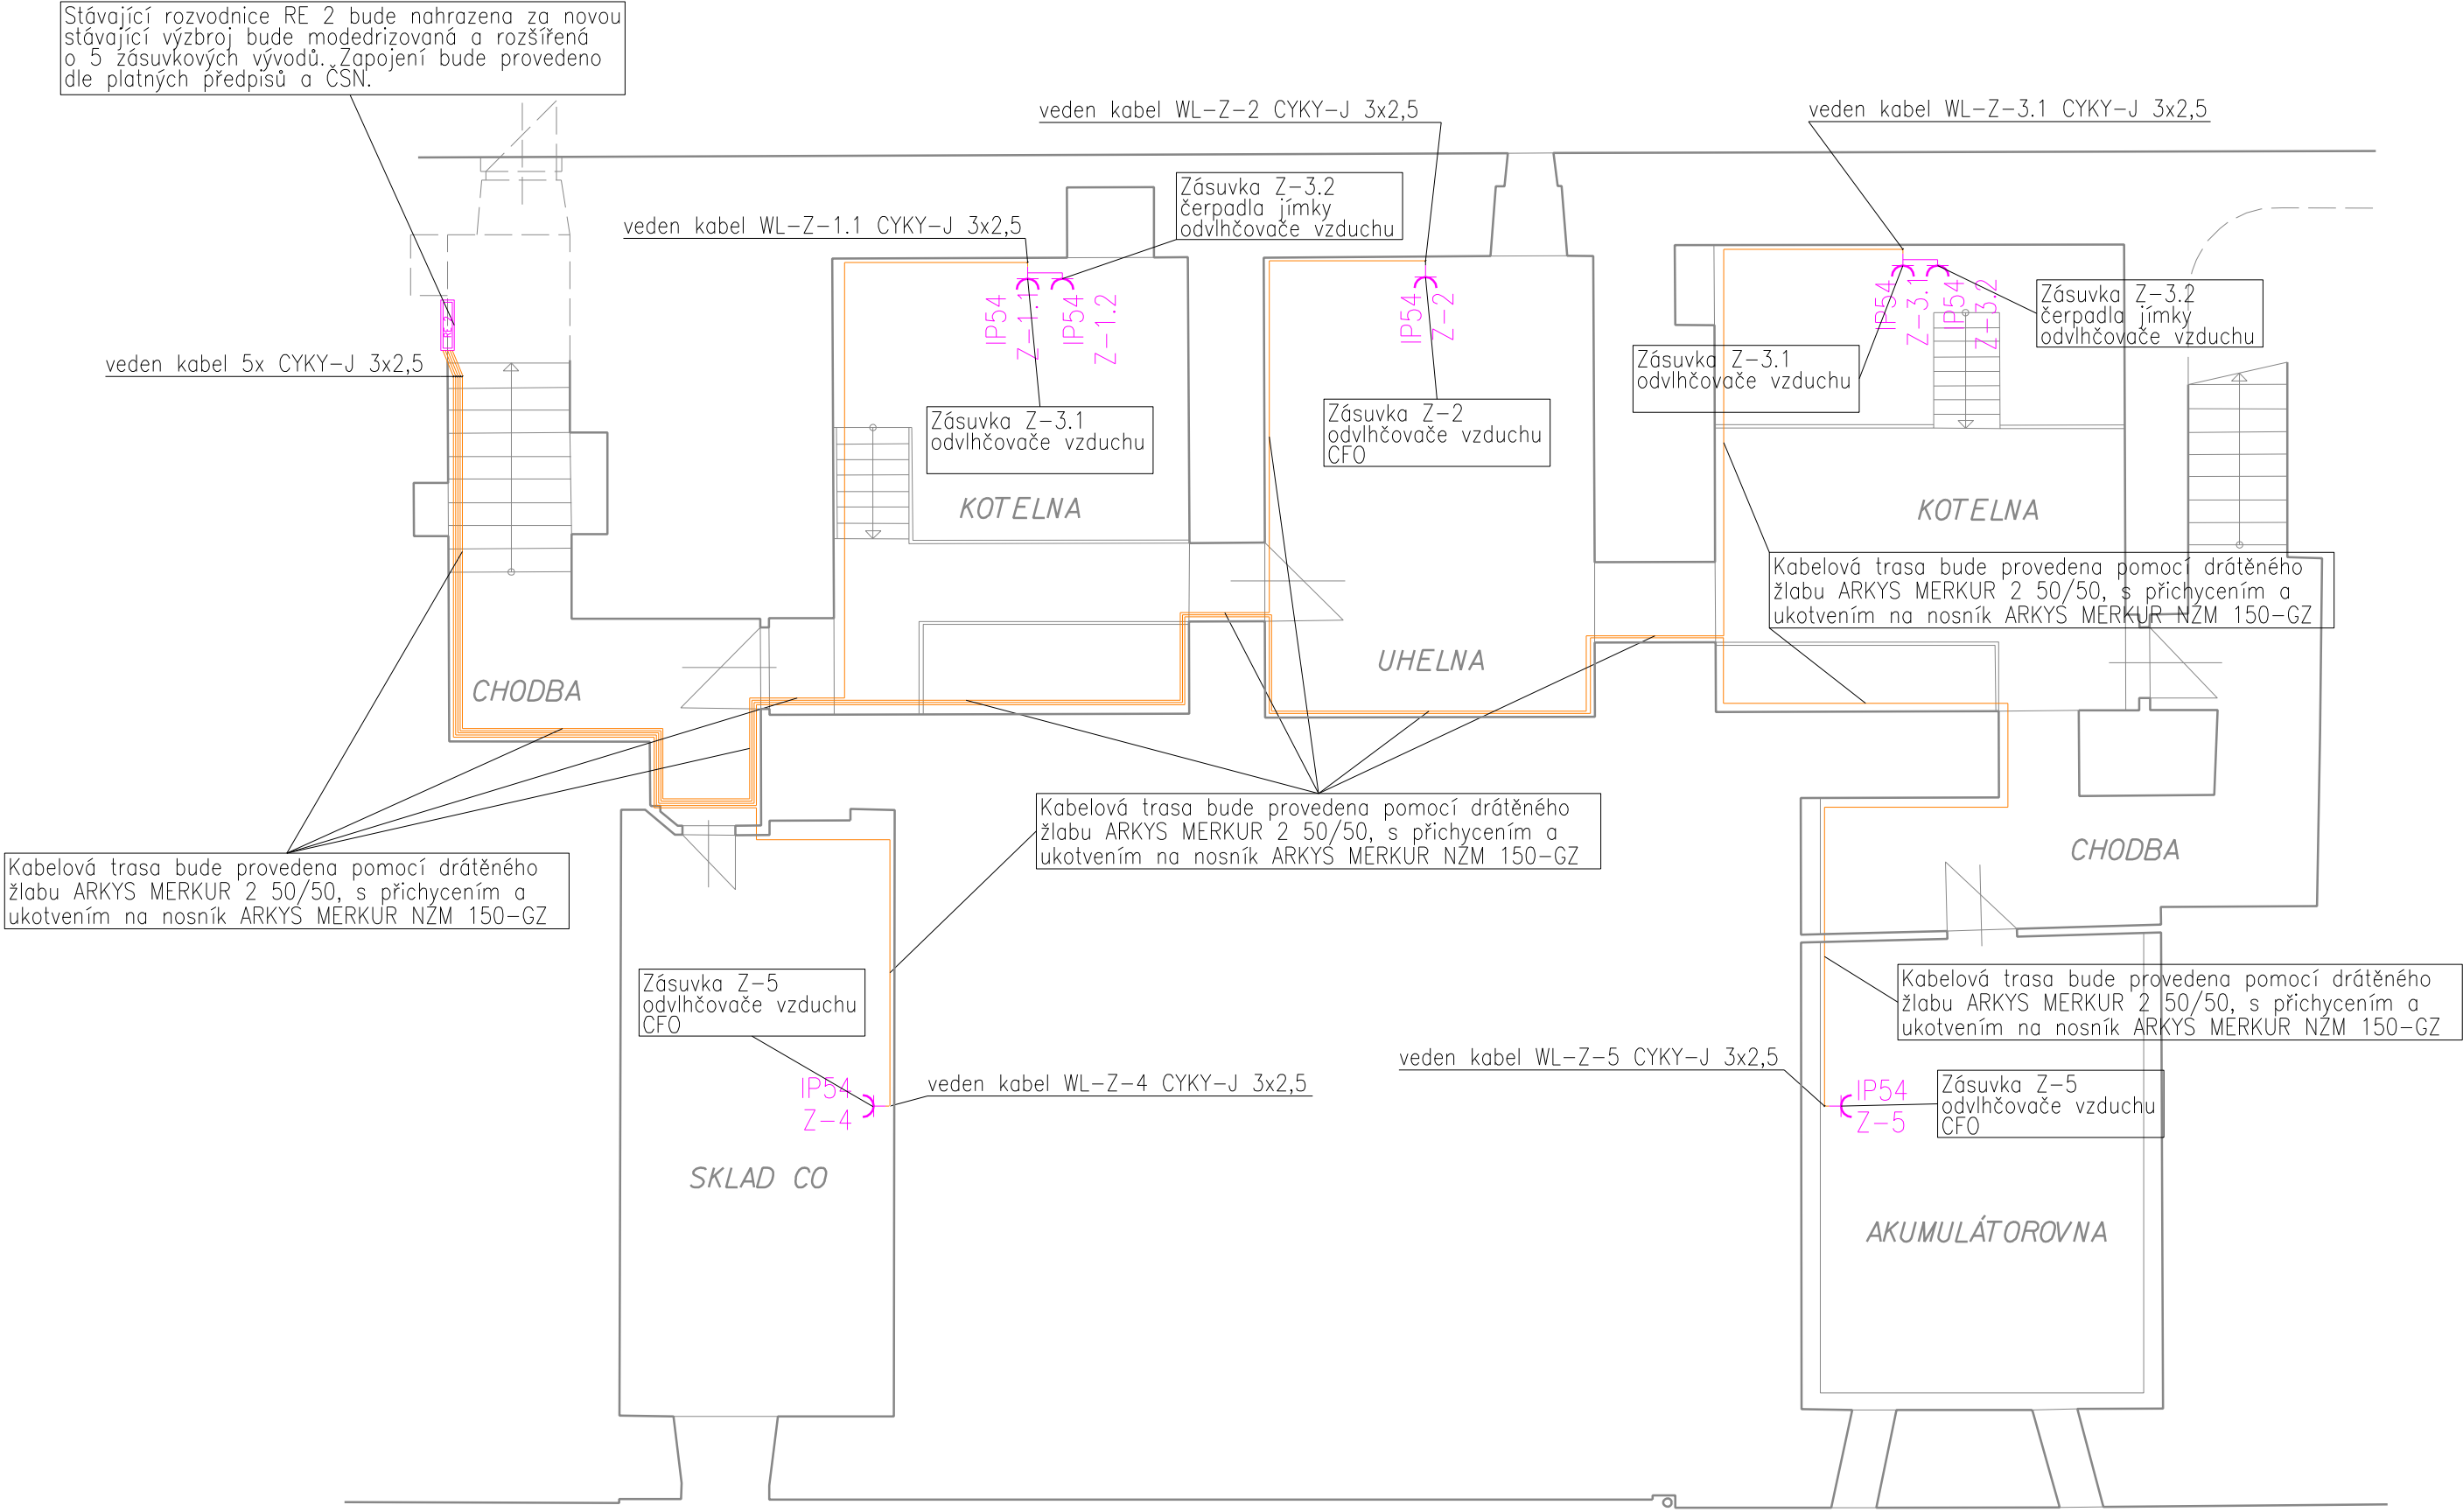 Stávající rozvodnice RE 2 bude nahrazena za novou
stávající výzbroj bude modedrizovaná a rozšířená
o 5 zásuvkových vývodů. Zapojení bude provedeno
dle platných předpisů a ČSN.
veden kabel WL-Z-2 CYKY-J 3x2,5
veden kabel WL-Z-3.1 CYKY-J 3x2,5
Zásuvka Z-3.2
čerpadla jímky
odvlhčovače vzduchu
veden kabel WL-Z-1.1 CYKY-J 3x2,5
IP54
Z-1.1
IP54
Z-1.2
IP54
Z-2
IP54
Z-3.1
IP54
Z-3.2
Zásuvka Z-3.2
čerpadla jímky
odvlhčovače vzduchu
RE2
veden kabel 5x CYKY-J 3x2,5
Zásuvka Z-3.1
odvlhčovače vzduchu
Zásuvka Z-2
odvlhčovače vzduchu
CFO
Zásuvka Z-3.1
odvlhčovače vzduchu
KOTELNA
KOTELNA
Kabelová trasa bude provedena pomocí drátěného
žlabu ARKYS MERKUR 2 50/50, s přichycením a
ukotvením na nosník ARKYS MERKUR NZM 150-GZ
UHELNA
CHODBA
Kabelová trasa bude provedena pomocí drátěného
žlabu ARKYS MERKUR 2 50/50, s přichycením a
ukotvením na nosník ARKYS MERKUR NZM 150-GZ
CHODBA
Kabelová trasa bude provedena pomocí drátěného
žlabu ARKYS MERKUR 2 50/50, s přichycením a
ukotvením na nosník ARKYS MERKUR NZM 150-GZ
Zásuvka Z-5
odvlhčovače vzduchu
CFO
Kabelová trasa bude provedena pomocí drátěného
žlabu ARKYS MERKUR 2 50/50, s přichycením a
ukotvením na nosník ARKYS MERKUR NZM 150-GZ
veden kabel WL-Z-5 CYKY-J 3x2,5
IP54
Z-4
veden kabel WL-Z-4 CYKY-J 3x2,5
IP54
Z-5
Zásuvka Z-5
odvlhčovače vzduchu
CFO
SKLAD CO
AKUMULÁTOROVNA